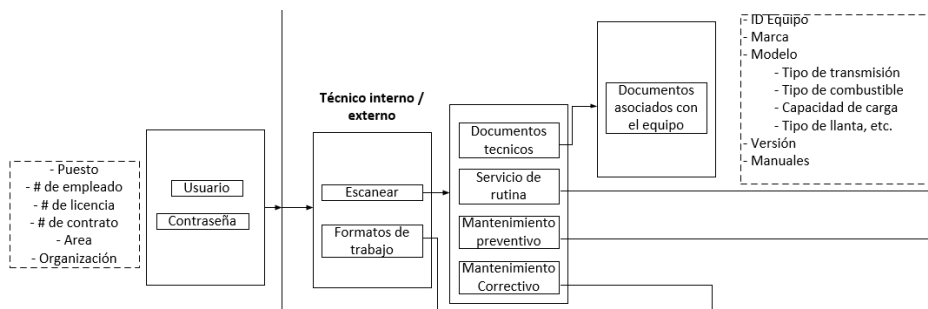 - Puesto
- # de empleado
- # de licencia
- # de contrato
- Area
- Organización
Usuario
Contraseña
Técnico interno /
externo
Escanear
Formatos de
trabajo
Documentos
tecnicos
Servicio de
rutina
Mantenimiento
preventivo
Mantenimiento
Correctivo
Documentos
asociados con
el equipo
- ID Equipo
- Marca
- Modelo
- Tipo de transmisión
- Tipo de combustible
- Capacidad de carga
- Tipo de llanta, etc.
- Versión
- Manuales